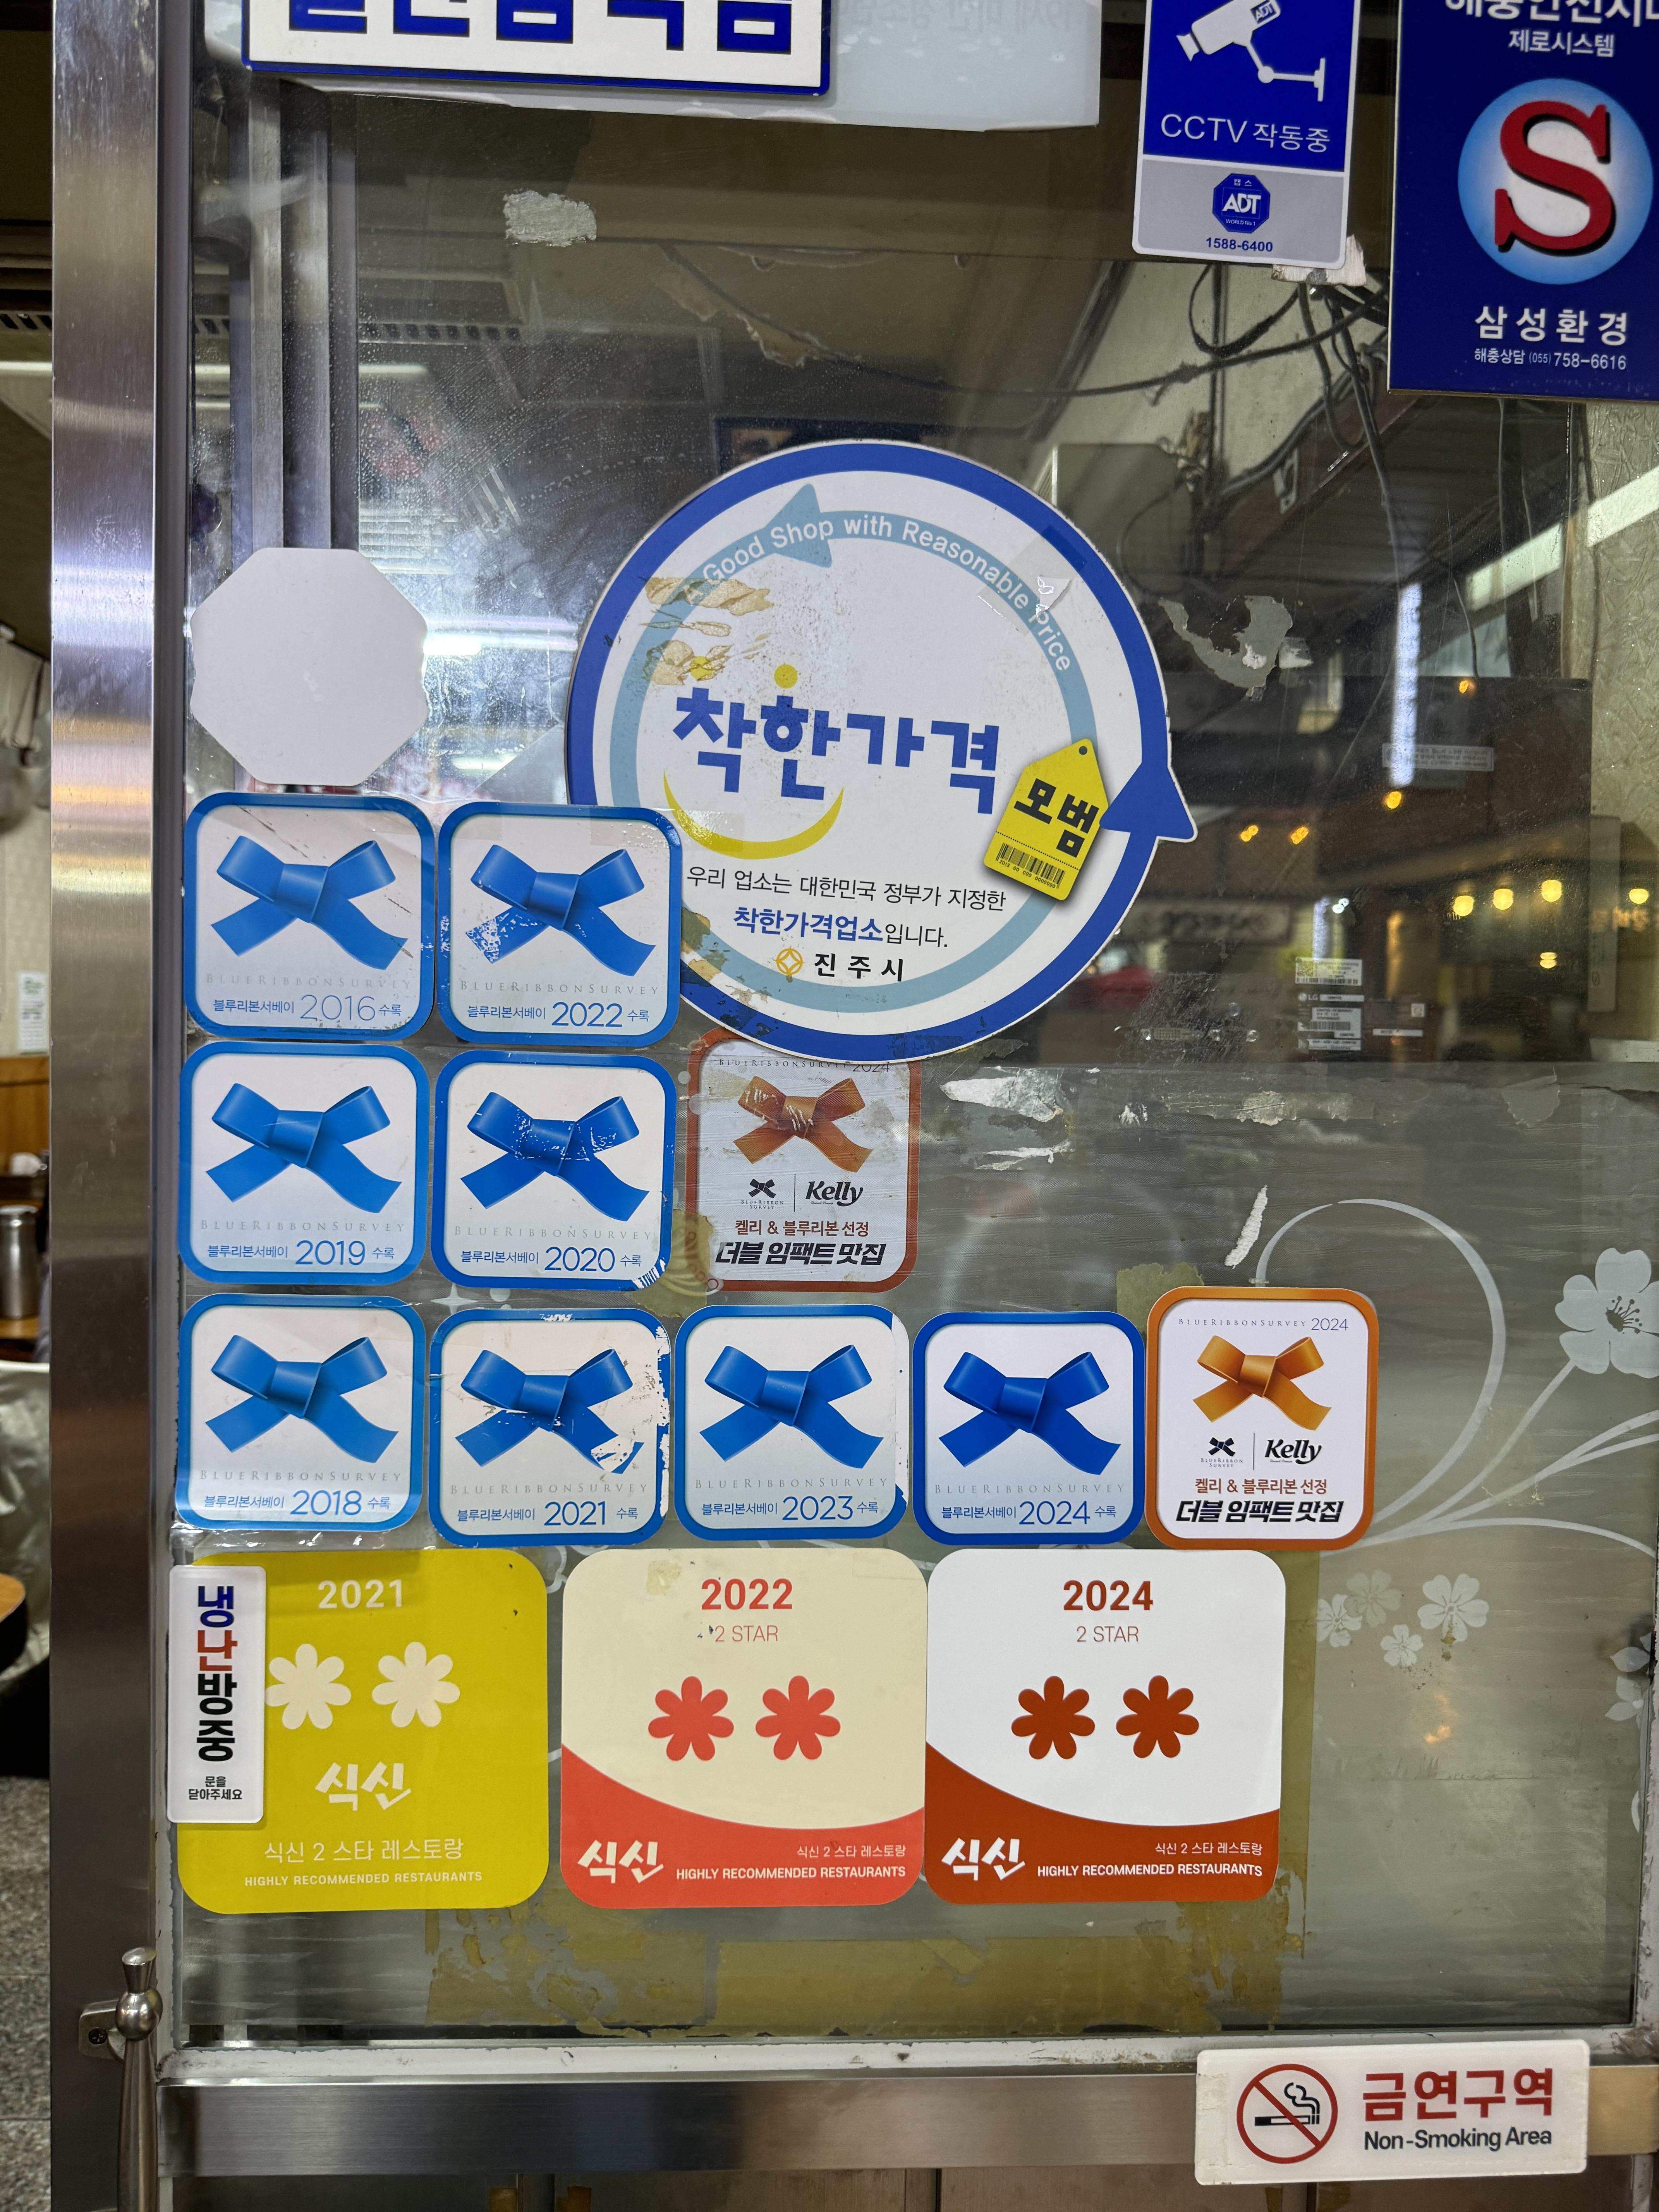 CCTV 작동중
캡스
ADT
WORLD No 1
1588-6400
제로시스템
S
삼성환경
해충상담 (055) 758-6616
A Good Shop with Reasonable Price
착한가격
모범
우리 업소는 대한민국 정부가 지정한
착한가격업소입니다.
진주시
BLUERIBBONSURVEY
블루리본서베이 2016 수록
BLUERIBBONSURVEY
블루리본서베이 2022 수록
BLUERIBBONSURVEY
블루리본서베이 2019 수록
BLUERIBBONSURVEY
블루리본서베이 2020 수록
BLUERIBBONSURVEY 2024
BLUERIBBON
SURVEY
Kelly
켈리 & 블루리본 선정
더블 임팩트 맛집
BLUERIBBONSURVEY
블루리본서베이 2018 수록
BLUERIBBONSURVEY
블루리본서베이 2021 수록
BLUERIBBONSURVEY
블루리본서베이 2023 수록
BLUERIBBONSURVEY
블루리본서베이 2024 수록
BLUERIBBONSURVEY 2024
BLUERIBBON
SURVEY
Kelly
켈리 & 블루리본 선정
더블 임팩트 맛집
냉난방중
문을
닫아주세요
2021
식신
식신 2 스타 레스토랑
HIGHLY RECOMMENDED RESTAURANTS
2022
2 STAR
식신
식신 2 스타 레스토랑
HIGHLY RECOMMENDED RESTAURANTS
2024
2 STAR
식신
식신 2 스타 레스토랑
HIGHLY RECOMMENDED RESTAURANTS
금연구역
Non-Smoking Area